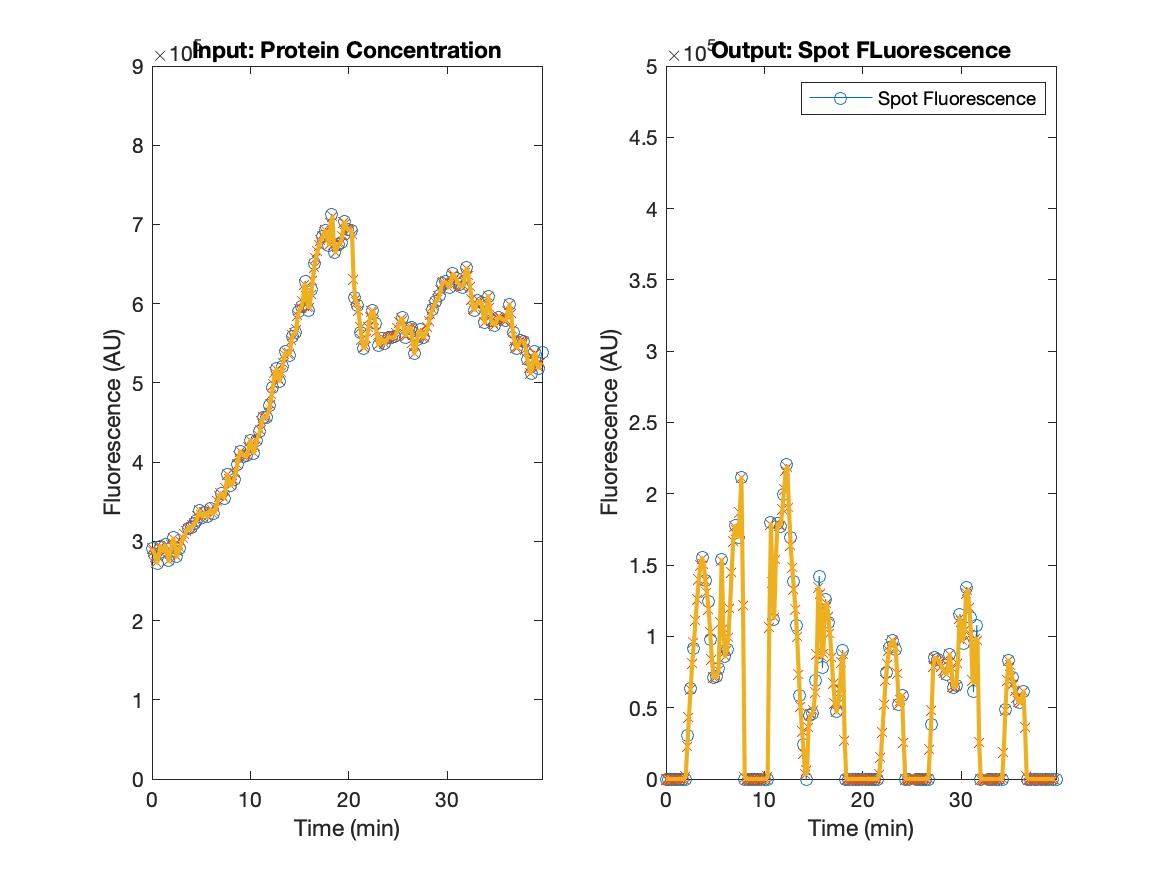 ×10⁵
Input: Protein Concentration
9
8
7
6
5
4
3
2
1
0
0 10 20 30
Time (min)
Fluorescence (AU)
×10⁵
Output: Spot FLuorescence
Spot Fluorescence
5
4.5
4
3.5
3
2.5
2
1.5
1
0.5
0
0 10 20 30
Time (min)
Fluorescence (AU)